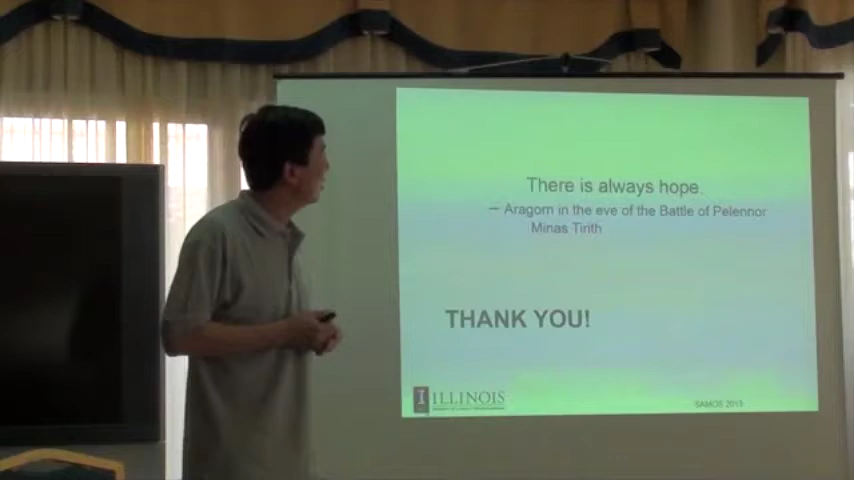 There is always hope.
– Aragorn in the eve of the Battle of Pelennor
Minas Tirith
THANK YOU!
I ILLINOIS
SAMOS 2013